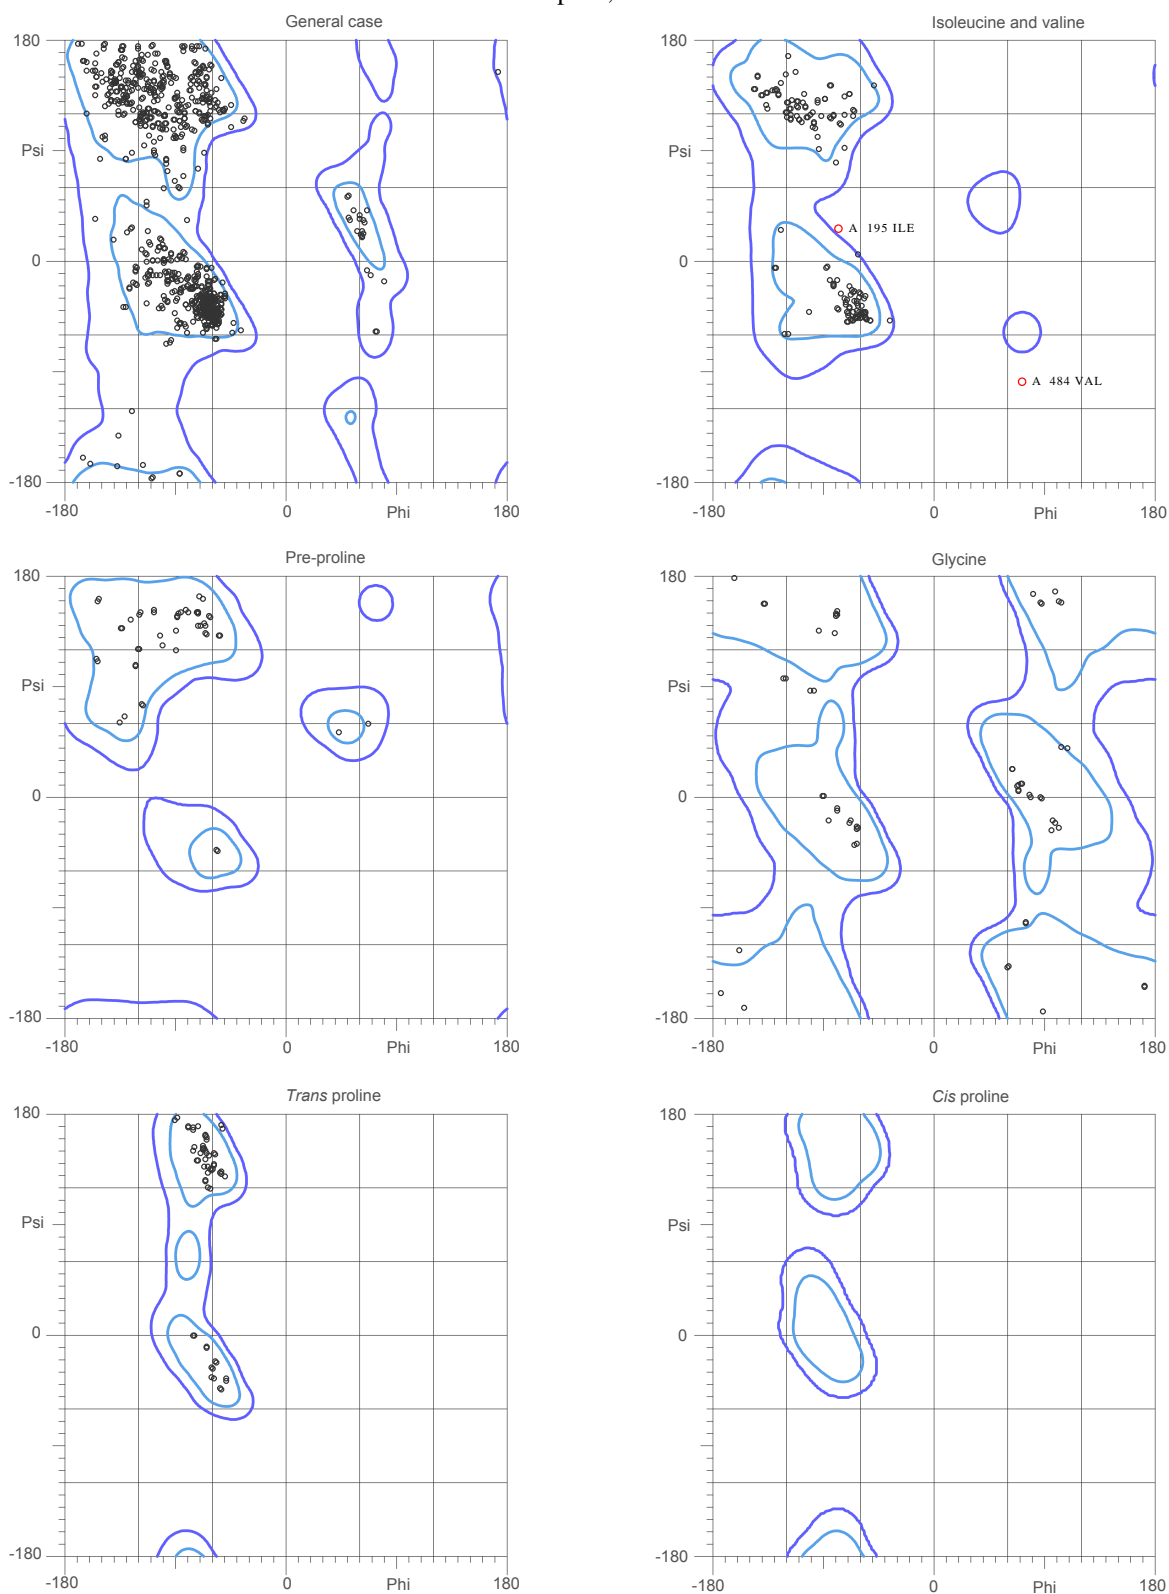 General case
Isoleucine and valine
180
180
Psi
Psi
A 195 ILE
0
0
A 484 VAL
-180
-180
-180
0
Phi
180
-180
0
Phi
180
Pre-proline
Glycine
180
180
Psi
Psi
0
0
-180
-180
-180
0
Phi
180
-180
0
Phi
180
Trans proline
Cis proline
180
180
Psi
Psi
0
0
-180
-180
-180
0
Phi
180
-180
0
Phi
180